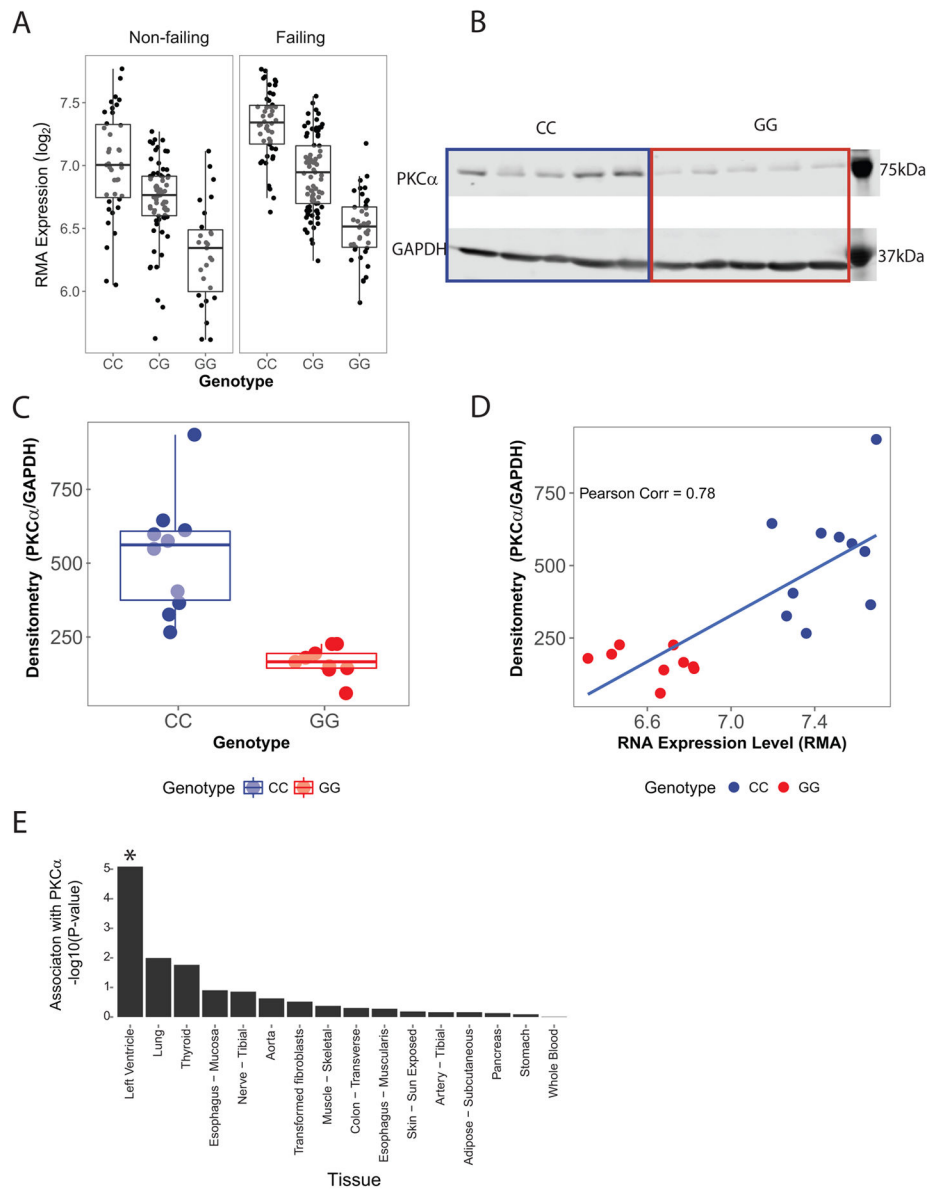 A
Non-failing
Failing
RMA Expression (log2)
7.5
7.0
6.5
6.0
CC
CG
GG
CC
CG
GG
Genotype
B
CC
GG
PKCα
75kDa
GAPDH
37kDa
C
Densitometry (PKCα/GAPDH)
750
500
250
CC
GG
Genotype
Genotype CC GG
D
Densitometry (PKCα/GAPDH)
Pearson Corr = 0.78
750
500
250
6.6
7.0
7.4
RNA Expression Level (RMA)
Genotype CC GG
E
Associaton with PKCα
-log10(P-value)
5
4
3
2
1
0
*
Left Ventricle
Lung
Thyroid
Esophagus − Mucosa
Nerve − Tibial
Aorta
Transformed fibroblasts
Muscle − Skeletal
Colon − Transverse
Esophagus − Muscularis
Skin − Sun Exposed
Artery − Tibial
Adipose − Subcutaneous
Pancreas
Stomach
Whole Blood
Tissue